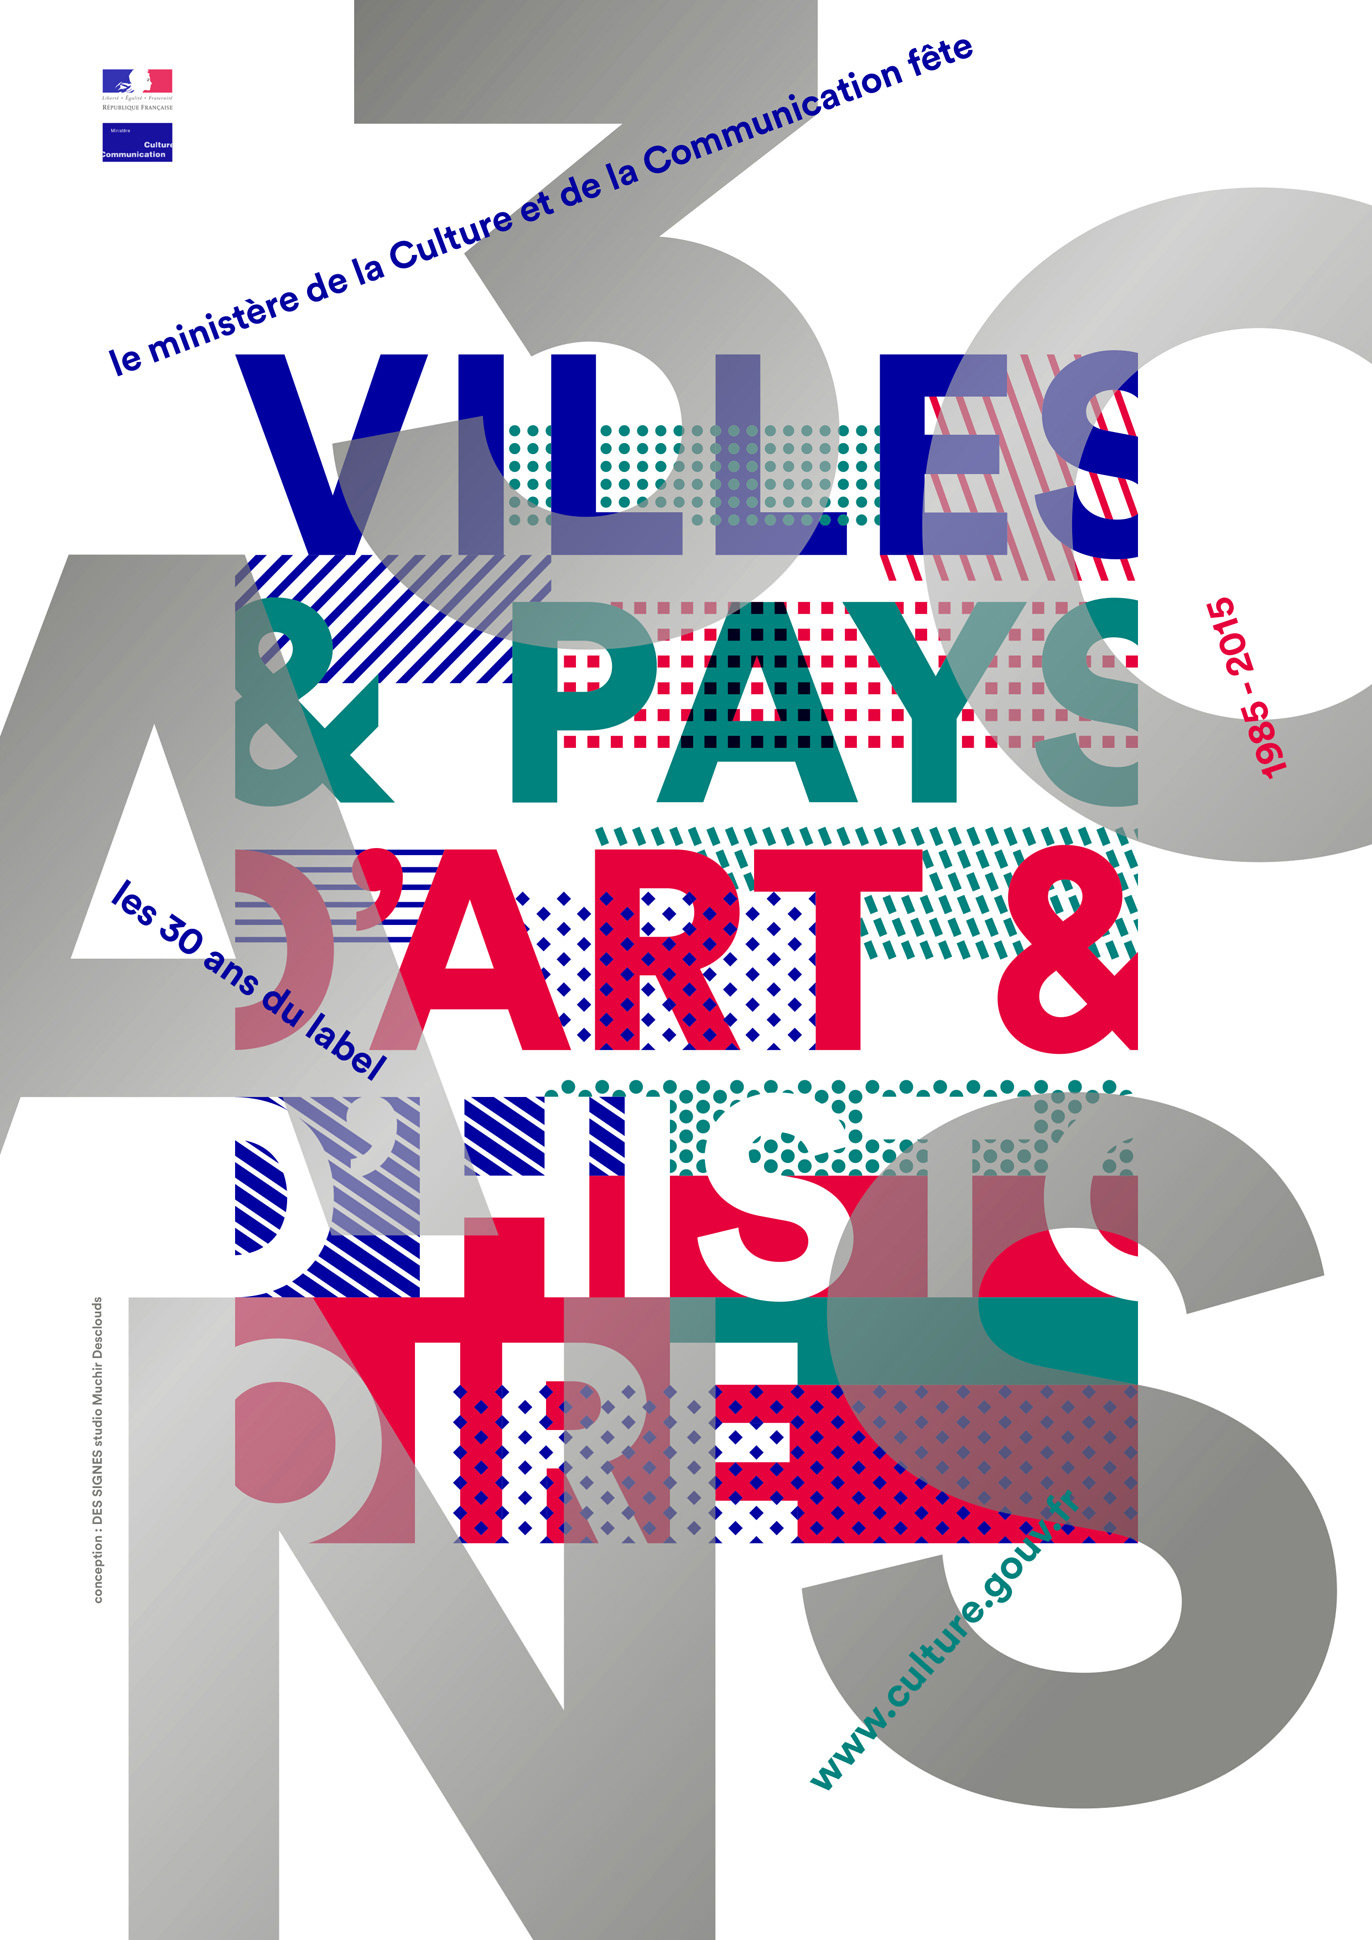 Liberté • Égalité • Fraternité
RÉPUBLIQUE FRANÇAISE
Ministère
Culture
Communication
le ministère de la Culture et de la Communication fête
30
ANS
VILLES
& PAYS
D'ART &
D'HISTO
OIRE
1985 - 2015
les 30 ans du label
www.culture.gouv.fr
conception : DES SIGNES studio Muchir Desclouds